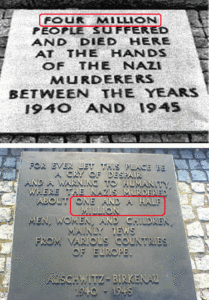 FOUR MILLION
PEOPLE SUFFERED
AND DIED HERE
AT THE HANDS
OF THE NAZI
MURDERERS
BETWEEN THE YEARS
1940 AND 1945
FOR EVER LET THIS PLACE BE
A CRY OF DESPAIR
AND A WARNING TO HUMANITY,
WHERE THE NAZIS MURDERED
ABOUT ONE AND A HALF
MILLION
MEN, WOMEN, AND CHILDREN,
MAINLY JEWS
FROM VARIOUS COUNTRIES
OF EUROPE.
AUSCHWITZ-BIRKENAU
1940 - 1945